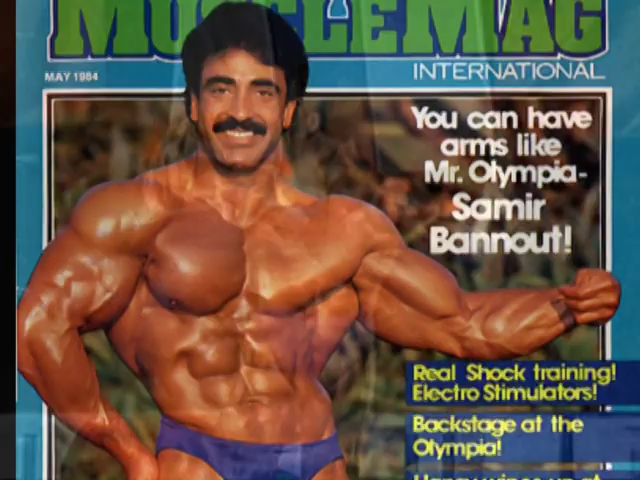 MUSCLEMAG
MAY 1984
INTERNATIONAL
You can have
arms like
Mr. Olympia-
Samir
Bannout!
Real Shock training!
Electro Stimulators!
Backstage at the
Olympia!